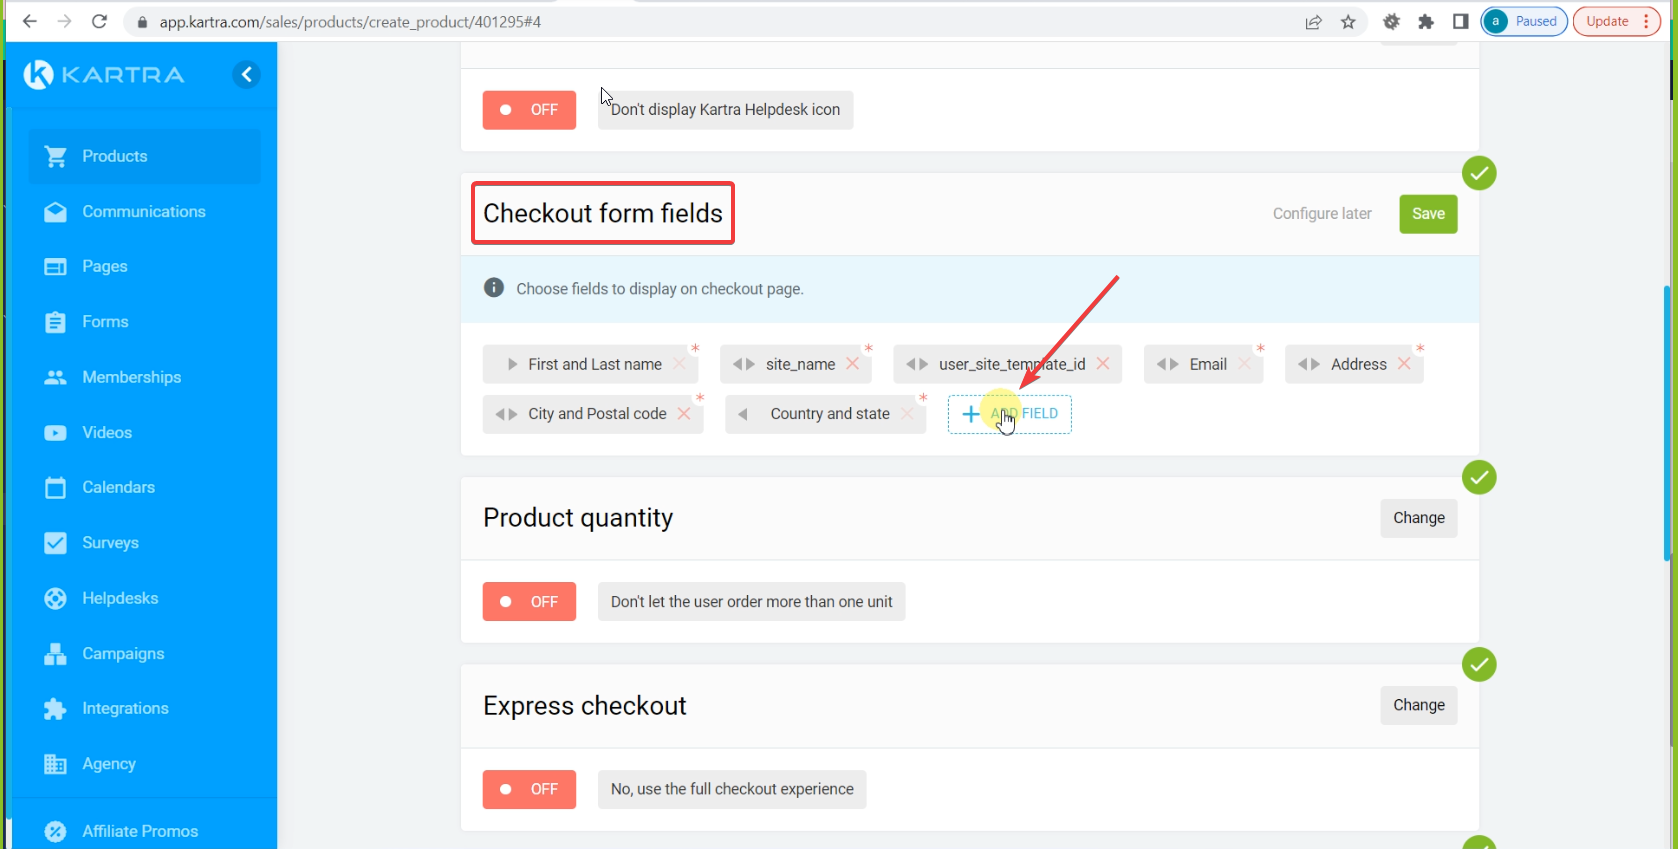 app.kartra.com/sales/products/create_product/401295#4
a Paused
Update
KARTRA
Products
Communications
Pages
Forms
Memberships
Videos
Calendars
Surveys
Helpdesks
Campaigns
Integrations
Agency
Affiliate Promos
OFF Don't display Kartra Helpdesk icon
Checkout form fields
Configure later Save
Choose fields to display on checkout page.
First and Last name * site_name * user_site_template_id Email * Address *
City and Postal code * Country and state * + ADD FIELD
Product quantity Change
OFF Don't let the user order more than one unit
Express checkout Change
OFF No, use the full checkout experience